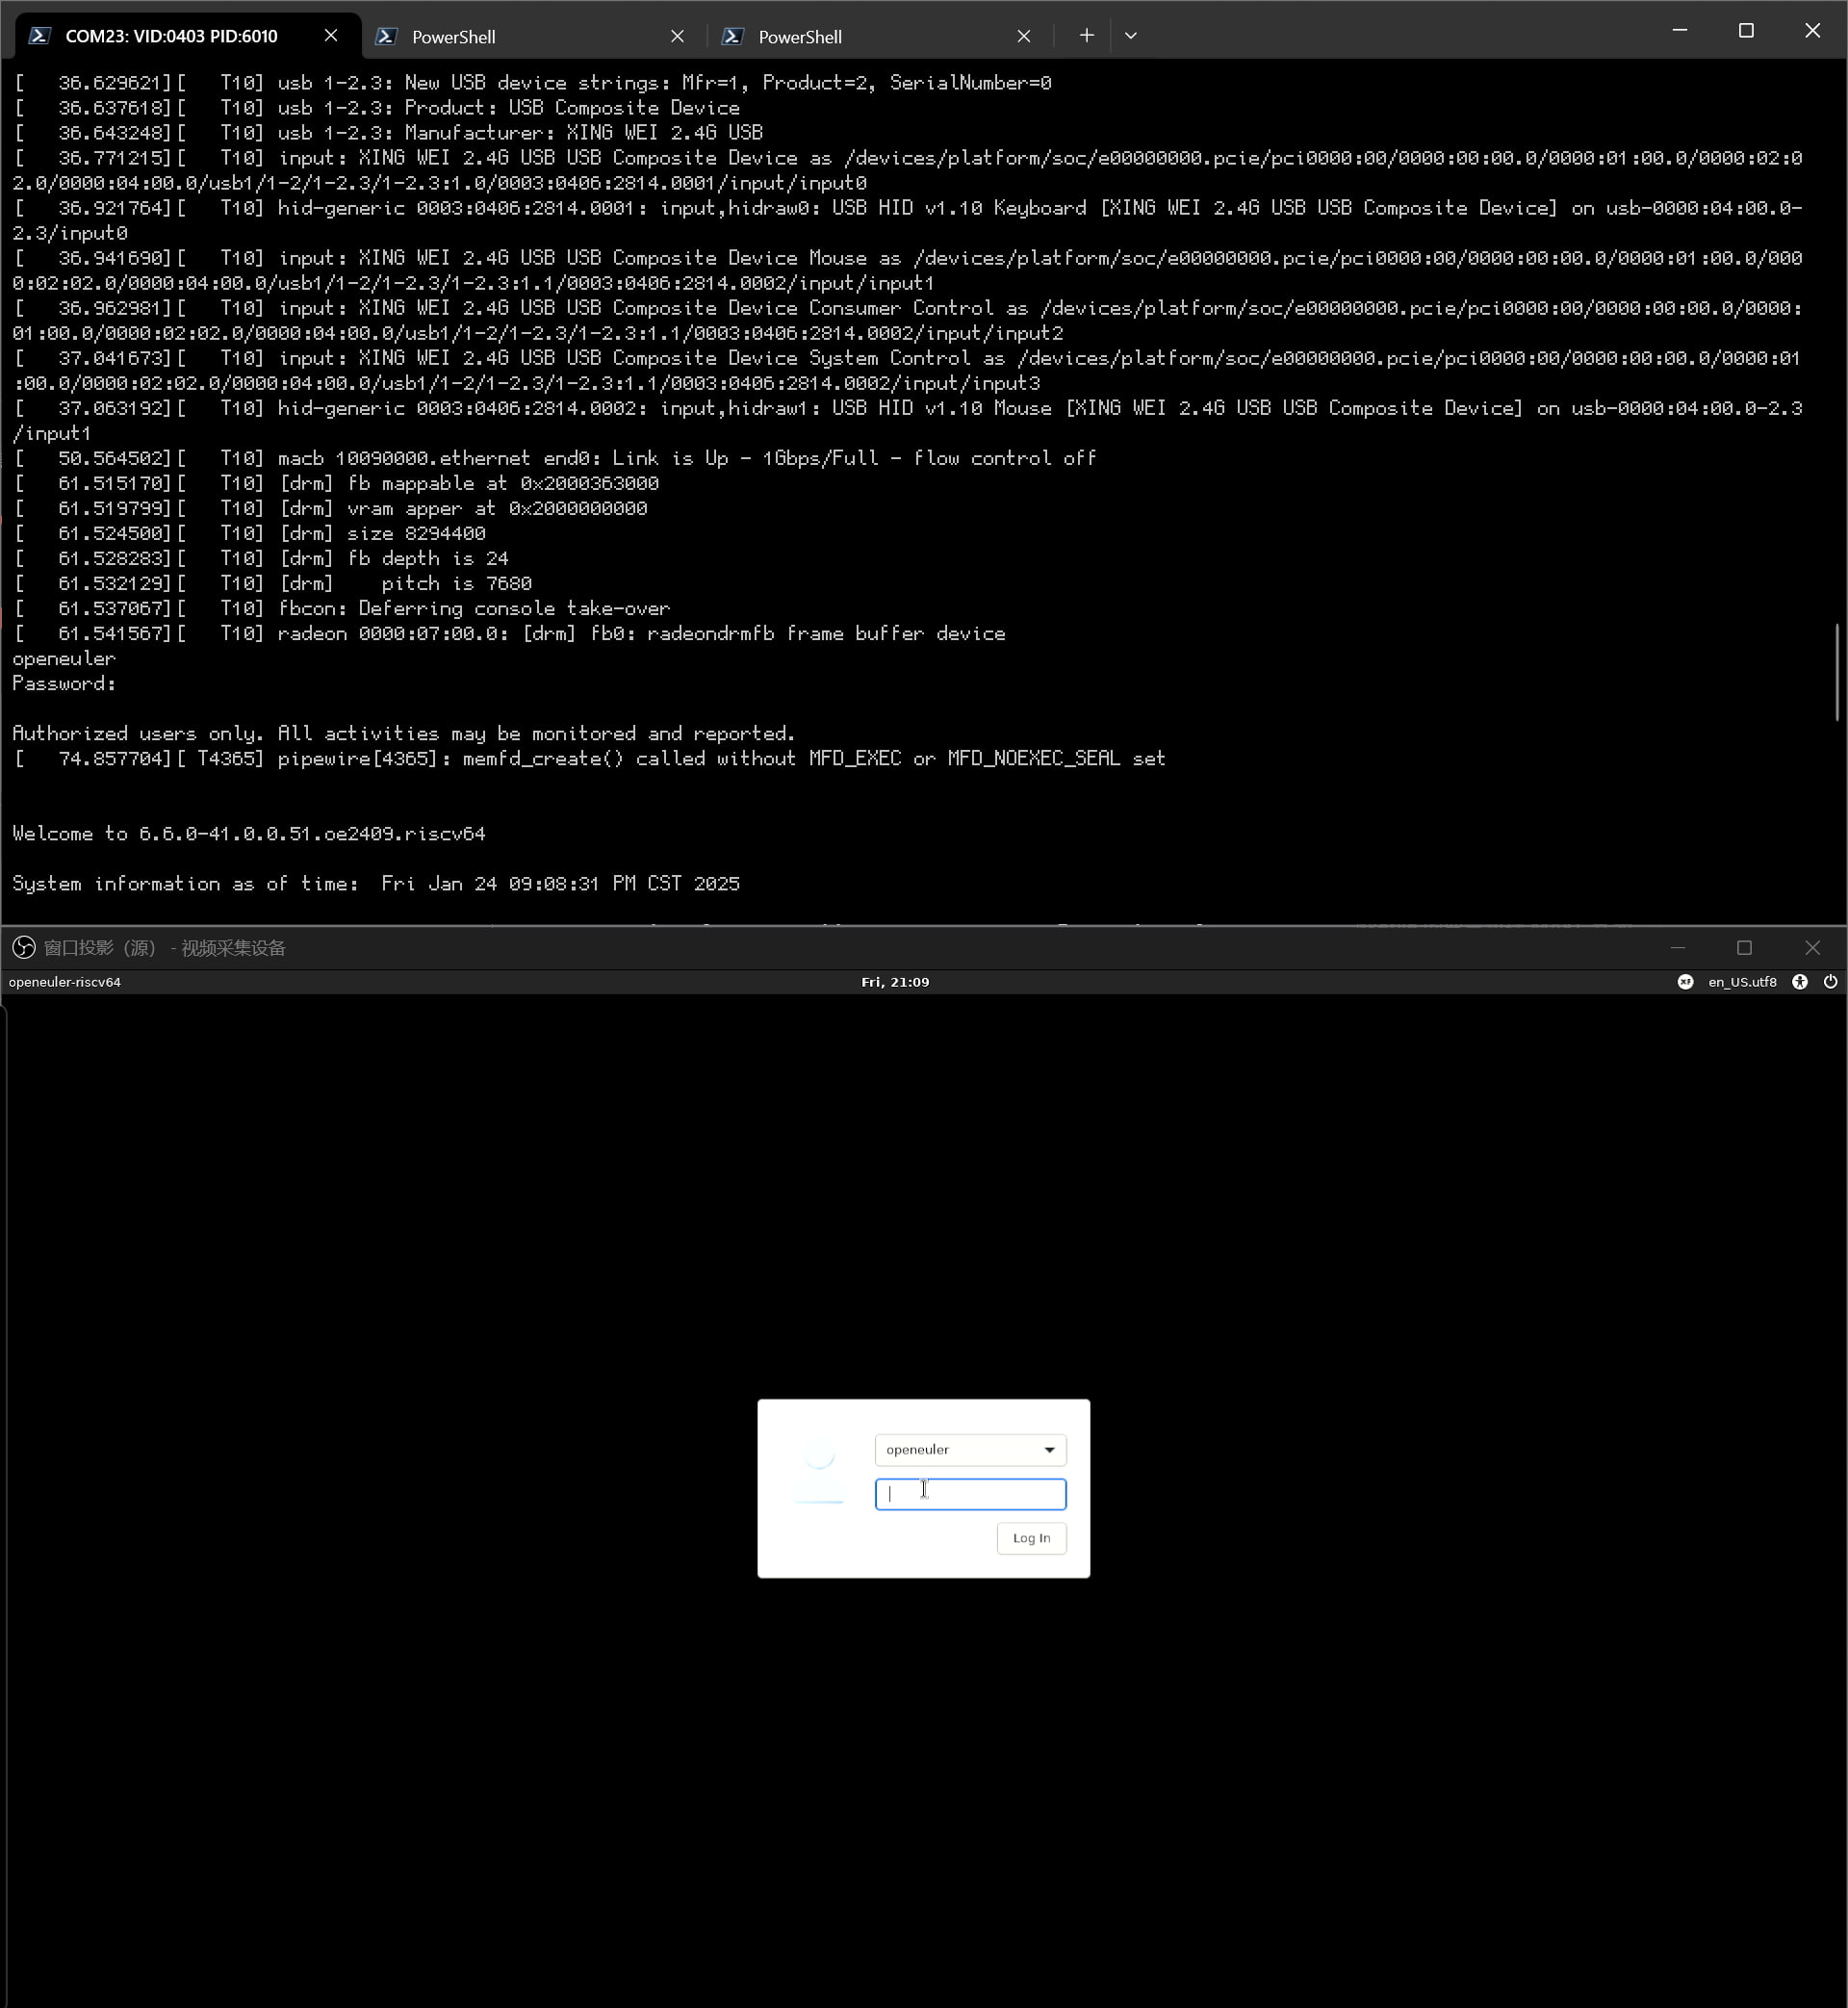 COM23: VID:0403 PID:6010
PowerShell
PowerShell
[   36.629621][   T10] usb 1-2.3: New USB device strings: Mfr=1, Product=2, SerialNumber=0
[   36.637618][   T10] usb 1-2.3: Product: USB Composite Device
[   36.643248][   T10] usb 1-2.3: Manufacturer: XING WEI 2.4G USB
[   36.771215][   T10] input: XING WEI 2.4G USB USB Composite Device as /devices/platform/soc/e00000000.pcie/pci0000:00/0000:00:00.0/0000:01:00.0/0000:02:0
2.0/0000:04:00.0/usb1/1-2/1-2.3/1-2.3:1.0/0003:0406:2814.0001/input/input0
[   36.921764][   T10] hid-generic 0003:0406:2814.0001: input,hidraw0: USB HID v1.10 Keyboard [XING WEI 2.4G USB USB Composite Device] on usb-0000:04:00.0-
2.3/input0
[   36.941690][   T10] input: XING WEI 2.4G USB USB Composite Device Mouse as /devices/platform/soc/e00000000.pcie/pci0000:00/0000:00:00.0/0000:01:00.0/000
0:02:02.0/0000:04:00.0/usb1/1-2/1-2.3/1-2.3:1.1/0003:0406:2814.0002/input/input1
[   36.962981][   T10] input: XING WEI 2.4G USB USB Composite Device Consumer Control as /devices/platform/soc/e00000000.pcie/pci0000:00/0000:00:00.0/0000:
01:00.0/0000:02:02.0/0000:04:00.0/usb1/1-2/1-2.3/1-2.3:1.1/0003:0406:2814.0002/input/input2
[   37.041673][   T10] input: XING WEI 2.4G USB USB Composite Device System Control as /devices/platform/soc/e00000000.pcie/pci0000:00/0000:00:00.0/0000:01
:00.0/0000:02:02.0/0000:04:00.0/usb1/1-2/1-2.3/1-2.3:1.1/0003:0406:2814.0002/input/input3
[   37.063192][   T10] hid-generic 0003:0406:2814.0002: input,hidraw1: USB HID v1.10 Mouse [XING WEI 2.4G USB USB Composite Device] on usb-0000:04:00.0-2.3
/input1
[   50.564502][   T10] macb 10090000.ethernet end0: Link is Up - 1Gbps/Full - flow control off
[   61.515170][   T10] [drm] fb mappable at 0x2000363000
[   61.519799][   T10] [drm] vram apper at 0x2000000000
[   61.524500][   T10] [drm] size 8294400
[   61.528283][   T10] [drm] fb depth is 24
[   61.532129][   T10] [drm]    pitch is 7680
[   61.537067][   T10] fbcon: Deferring console take-over
[   61.541567][   T10] radeon 0000:07:00.0: [drm] fb0: radeondrmfb frame buffer device
openeuler
Password:
Authorized users only. All activities may be monitored and reported.
[   74.857704][ T4365] pipewire[4365]: memfd_create() called without MFD_EXEC or MFD_NOEXEC_SEAL set
Welcome to 6.6.0-41.0.0.51.oe2409.riscv64
System information as of time:  Fri Jan 24 09:08:31 PM CST 2025
窗口投影（源） - 视频采集设备
openeuler-riscv64
Fri, 21:09
en_US.utf8
openeuler
Log In